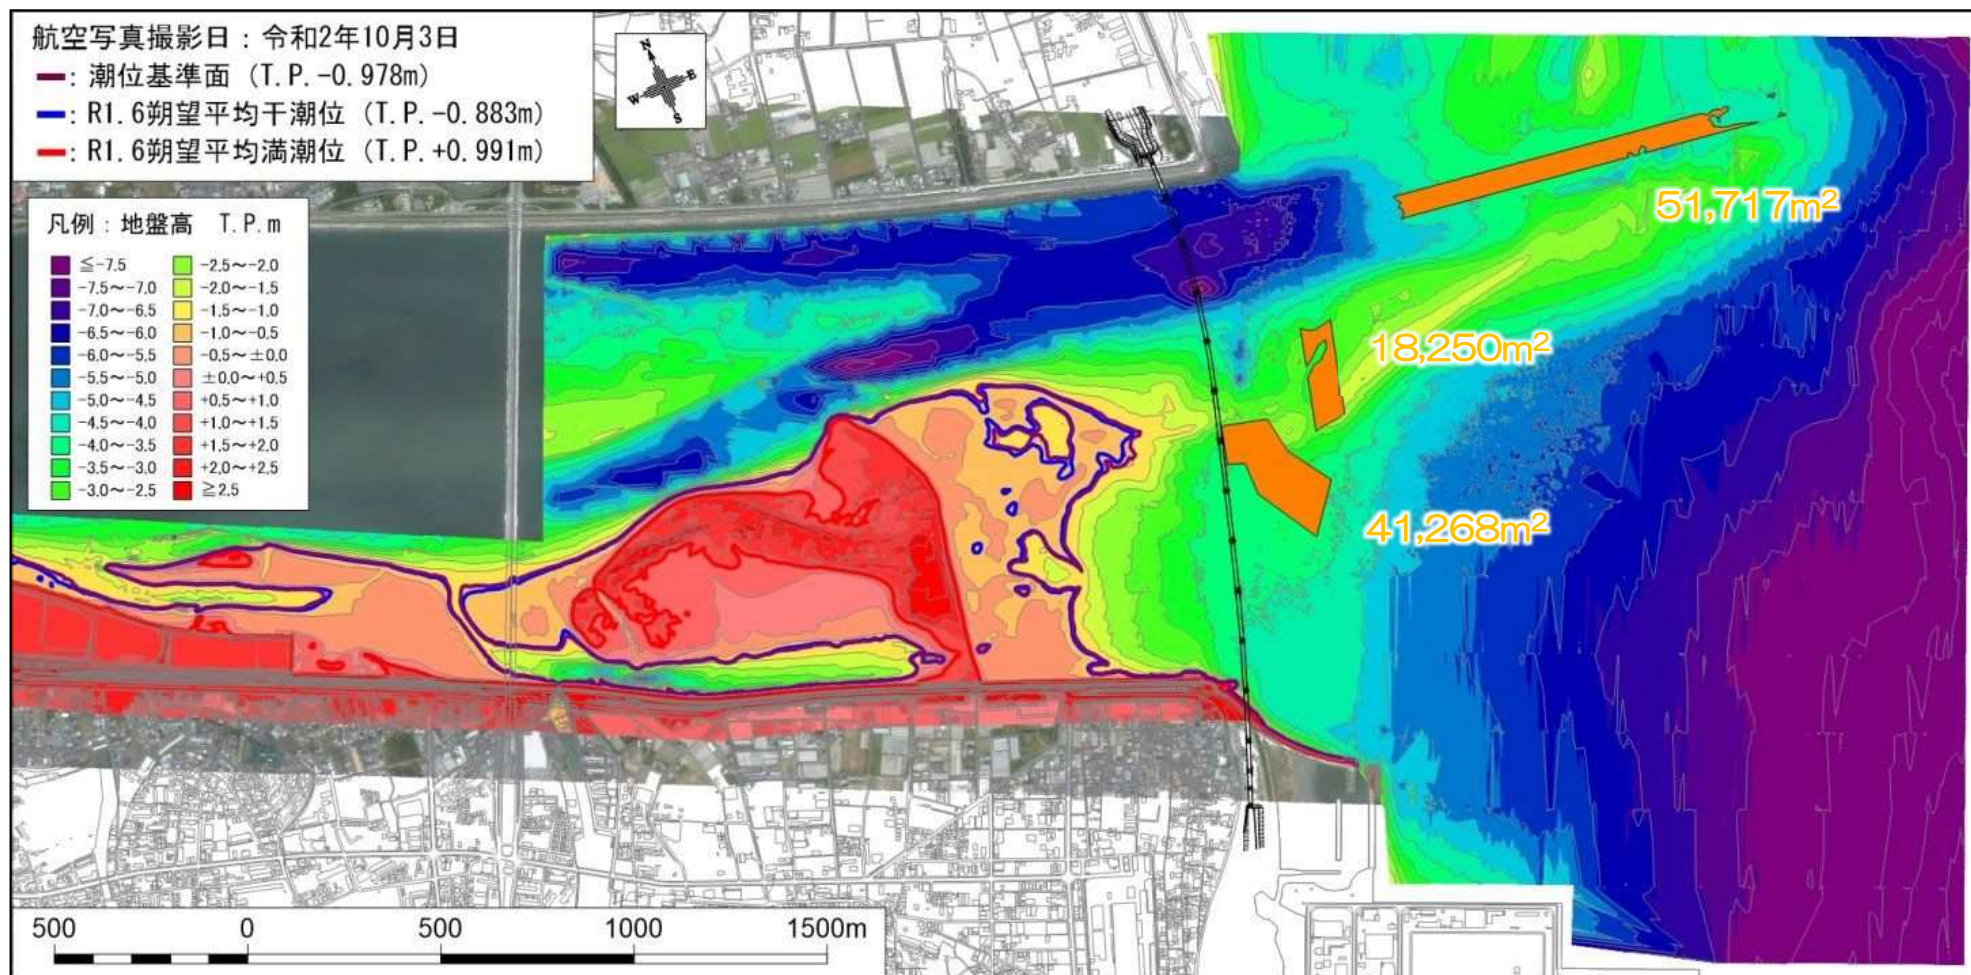 航空写真撮影日：令和2年10月3日
：潮位基準面（T.P.-0.978m）
：R1.6朔望平均干潮位（T.P.-0.883m）
：R1.6朔望平均満潮位（T.P.+0.991m）
N
E
W
S
凡例：地盤高　T.P.m
≦-7.5
-7.5～-7.0
-7.0～-6.5
-6.5～-6.0
-6.0～-5.5
-5.5～-5.0
-5.0～-4.5
-4.5～-4.0
-4.0～-3.5
-3.5～-3.0
-3.0～-2.5
-2.5～-2.0
-2.0～-1.5
-1.5～-1.0
-1.0～-0.5
-0.5～±0.0
±0.0～+0.5
+0.5～+1.0
+1.0～+1.5
+1.5～+2.0
+2.0～+2.5
≧2.5
51,717m²
18,250m²
41,268m²
500 0 500 1000 1500m